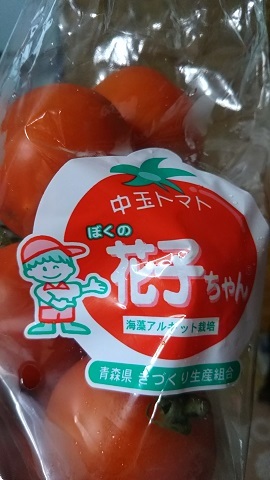 中玉トマト
ぼくの
花子ちゃん
海藻アルギット栽培
青森県 手づくり生産組合